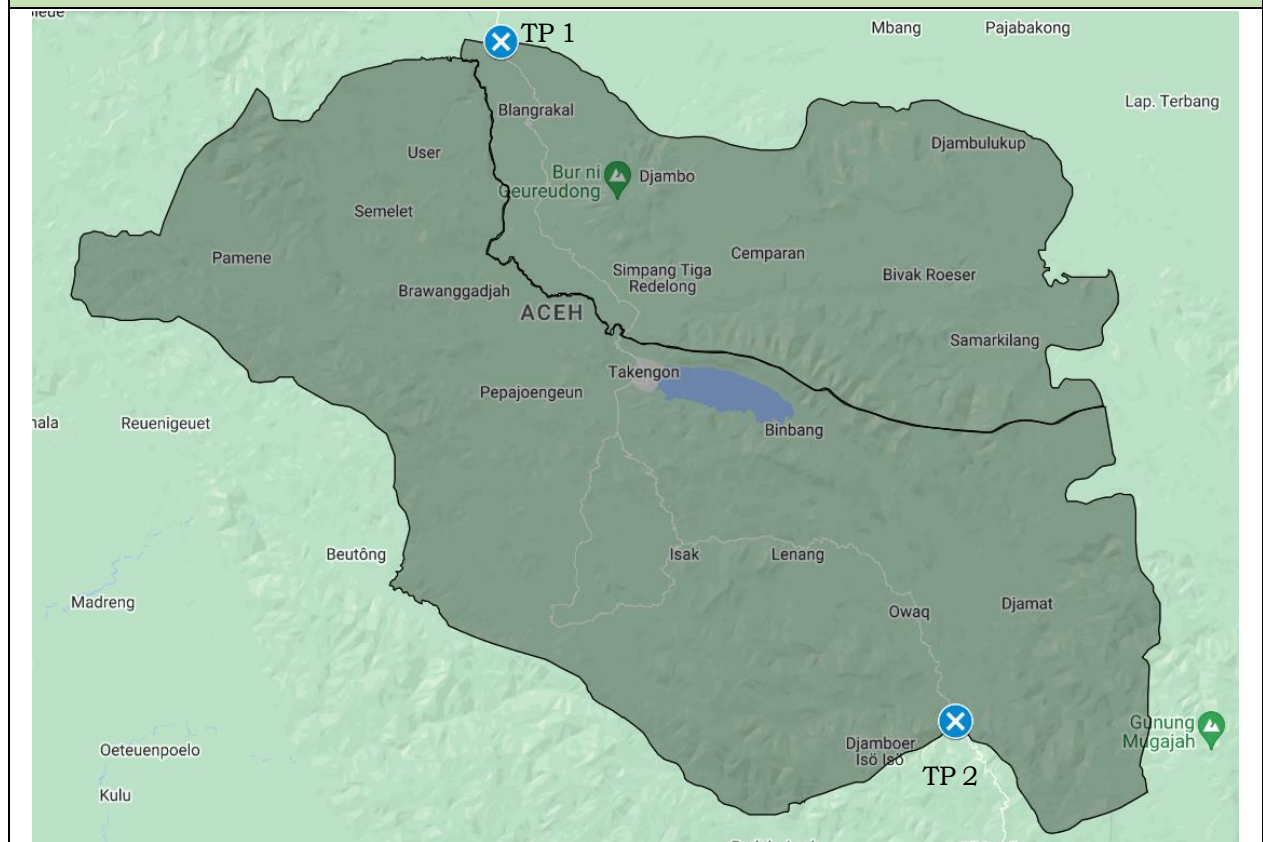 TP 1
Mbang
Pajabakong
Lap. Terbang
Blangrakal
Djambulukup
User
Bur ni
Geureudong
Djambo
Semelet
Pamene
Cemparan
Simpang Tiga
Redelong
Bivak Roeser
Brawanggadjah
ACEH
Samarkilang
Takengon
Pepajoengeun
Reuenigeuet
Binbang
Beutông
Isak
Lenang
Madreng
Owaq
Djamat
Oeteuenpoelo
Djamboer
Isö Isö
Gunung
Mugajah
TP 2
Kulu